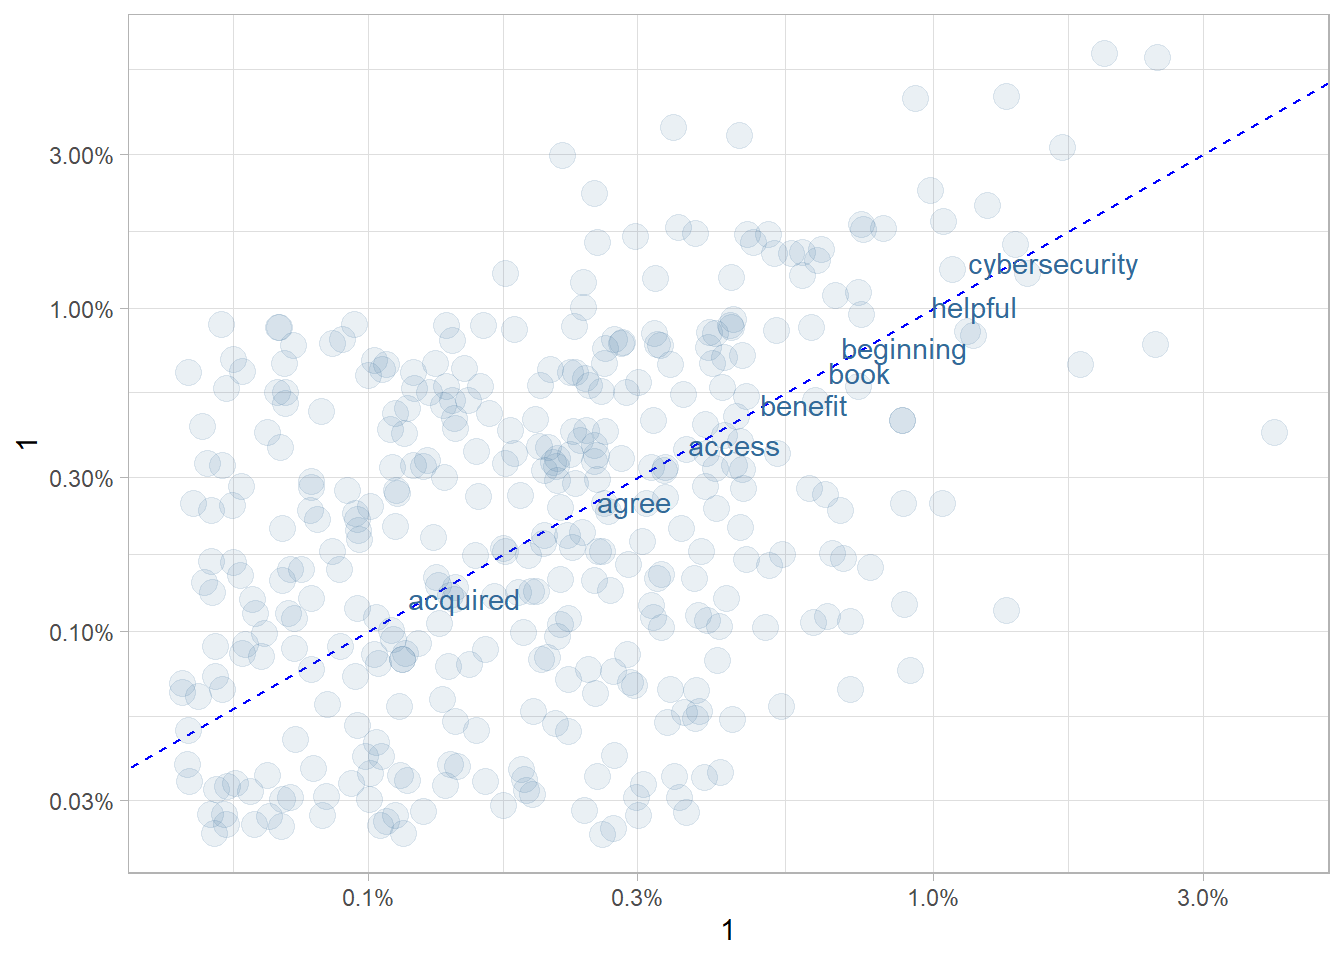 3.00%
1.00%
0.30%
0.10%
0.03%
1
cybersecurity
helpful
beginning
book
benefit
access
agree
acquired
0.1% 0.3% 1.0% 3.0%
1